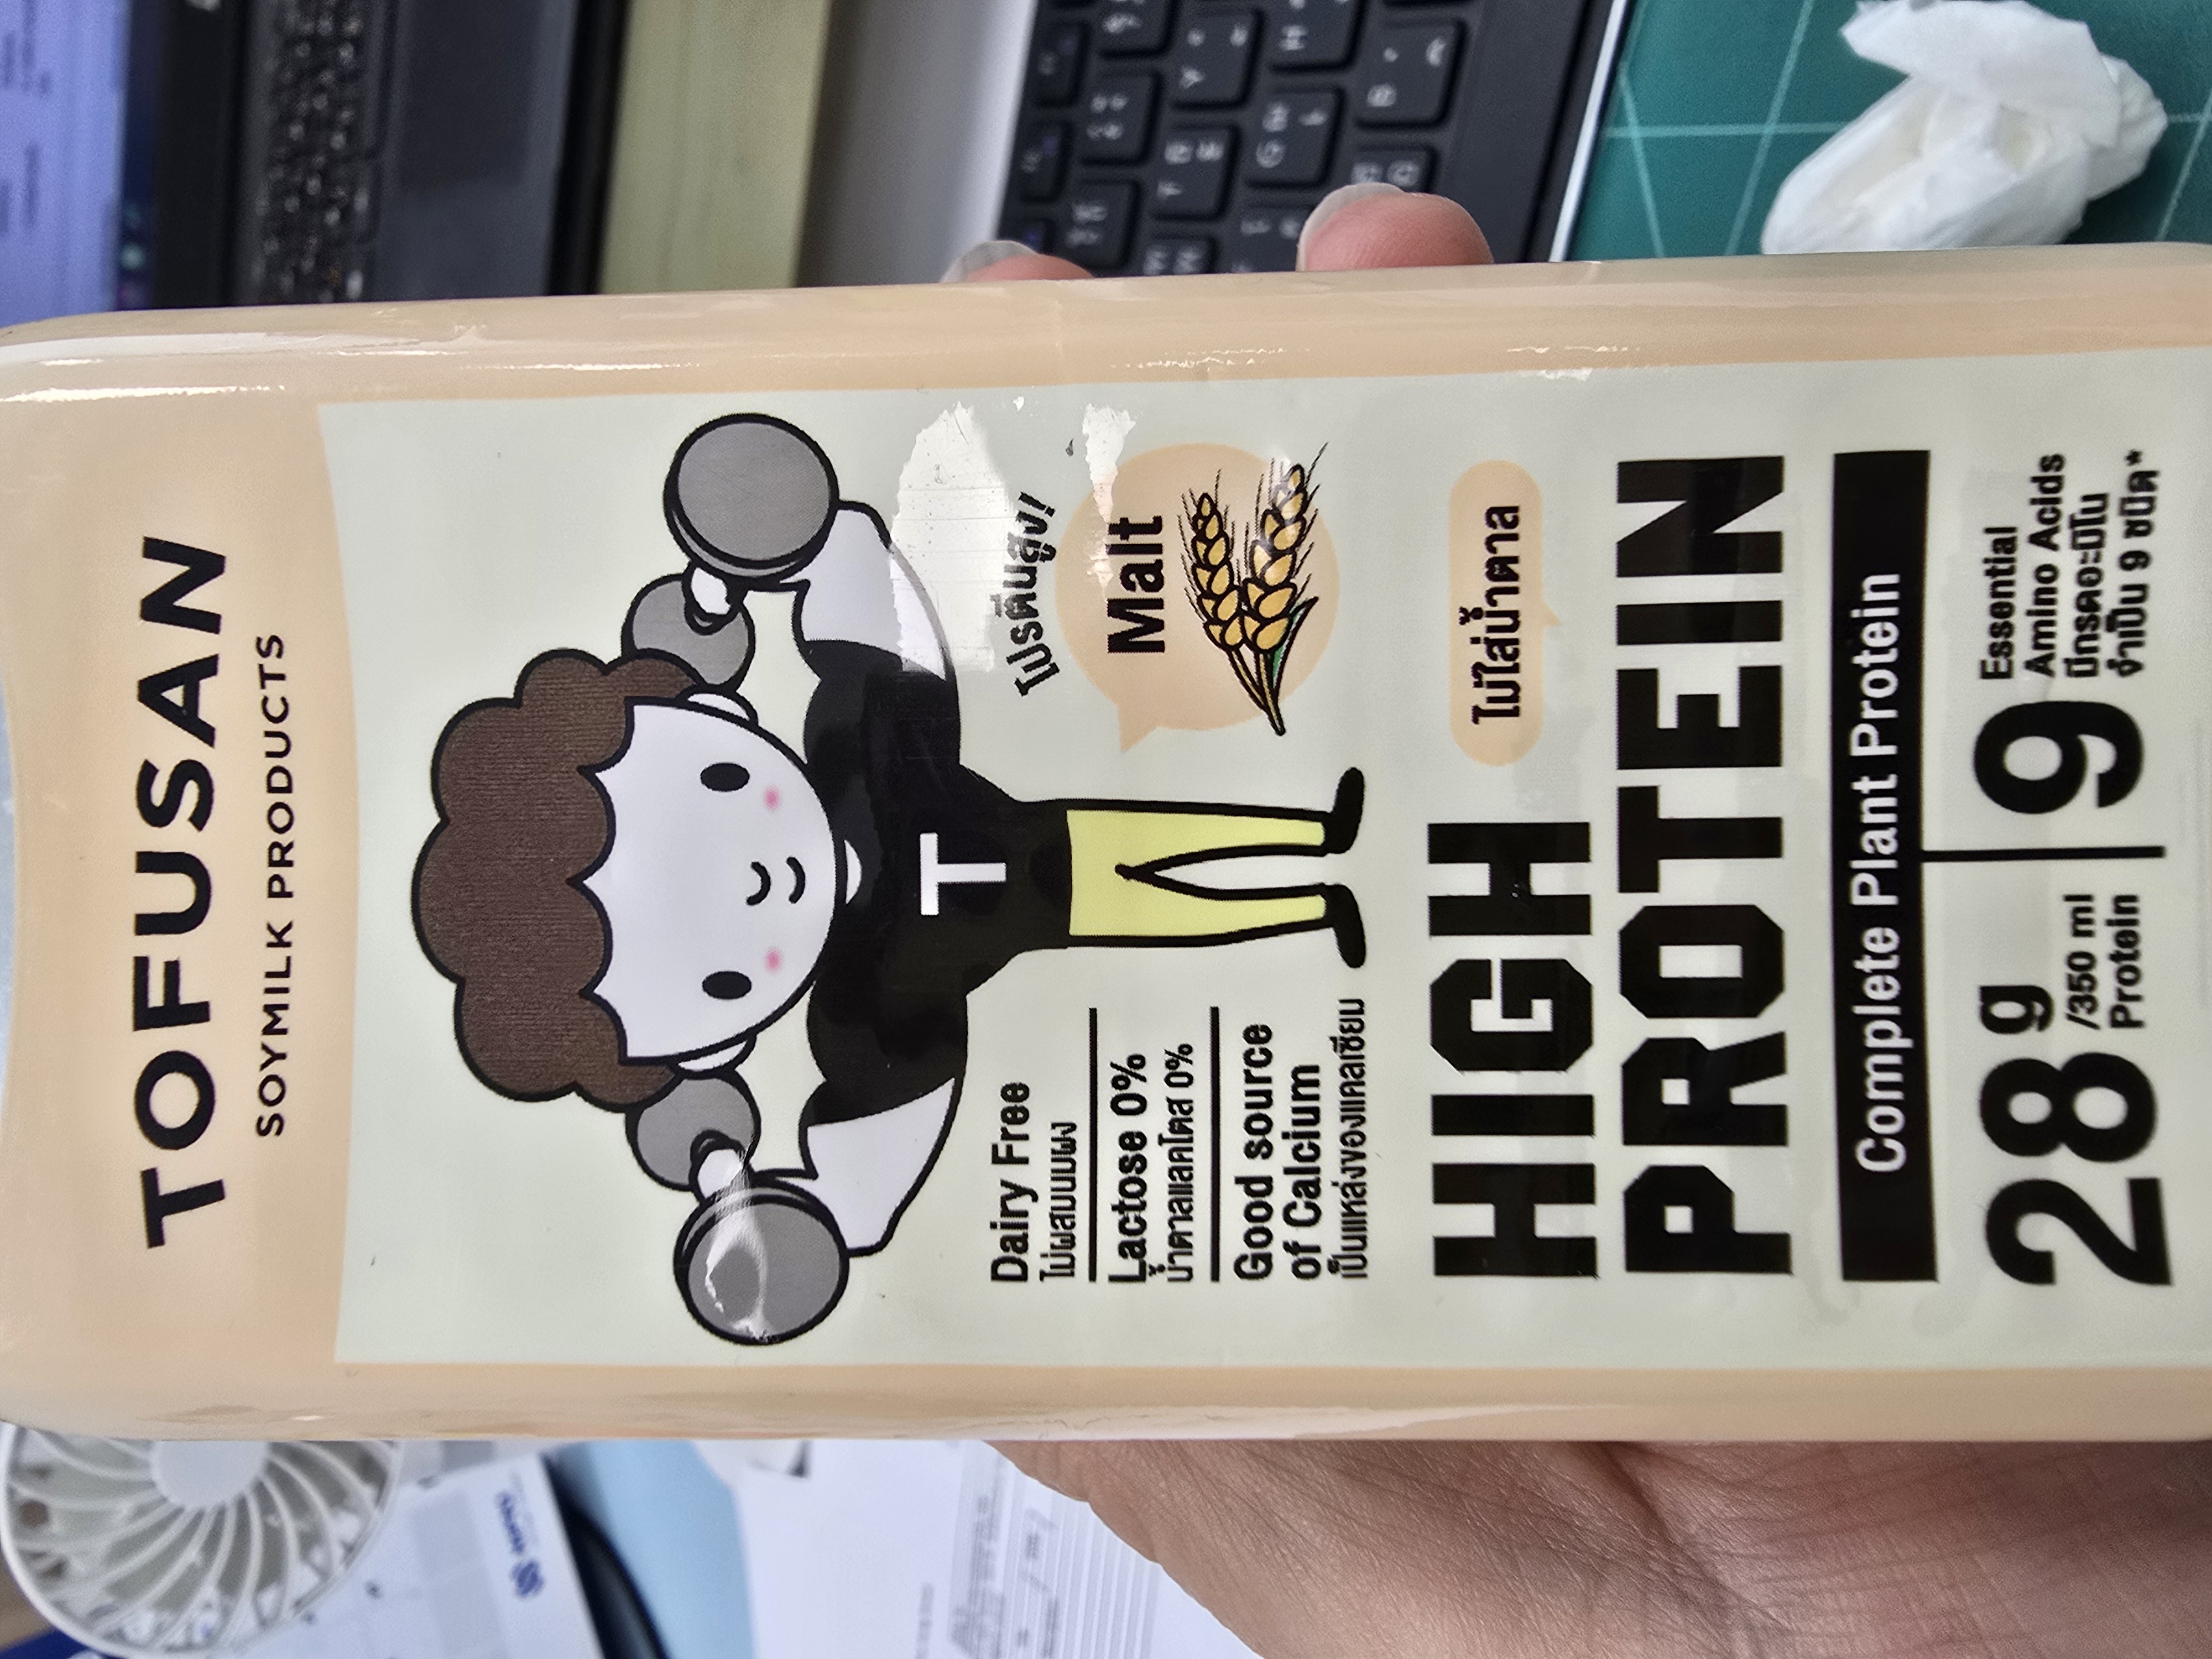 TOFUSAN
SOYMILK PRODUCTS
T
Dairy Free
ไม่ผสมนมผง
Lactose 0%
น้ำตาลแลคโตส 0%
Good source
of Calcium
เป็นแหล่งของแคลเซียม
โปรตีนสูง!
Malt
ไม่ใส่น้ำตาล
HIGH
PROTEIN
Complete Plant Protein
28g
/350 ml
Protein
9
Essential
Amino Acids
มีกรดอะมิโน
จำเป็น 9 ชนิด*